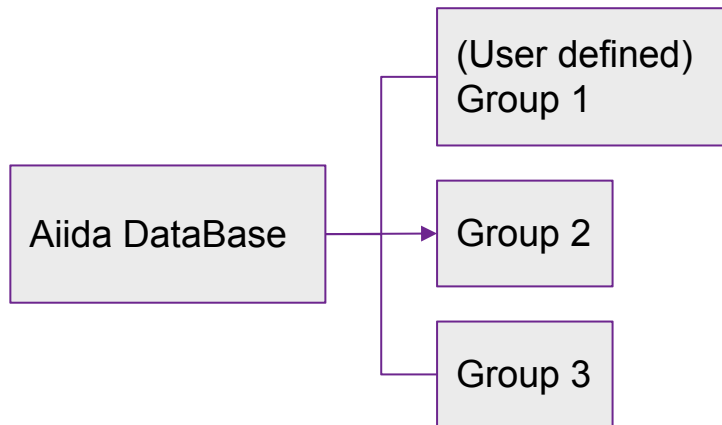 (User defined)
Group 1
Aiida DataBase
Group 2
Group 3